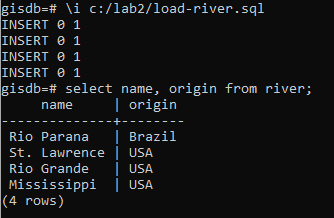 gisdb=# \i c:/lab2/load-river.sql
INSERT 0 1
INSERT 0 1
INSERT 0 1
INSERT 0 1
gisdb=# select name, origin from river;
     name     | origin
--------------+--------
 Rio Parana   | Brazil
 St. Lawrence | USA
 Rio Grande   | USA
 Mississippi  | USA
(4 rows)